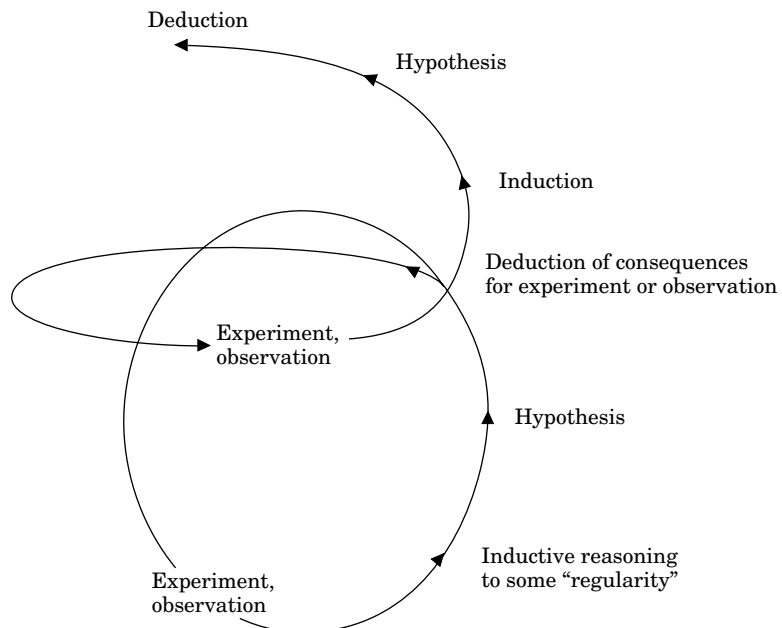 Deduction
Hypothesis
Induction
Deduction of consequences
for experiment or observation
Experiment,
observation
Hypothesis
Inductive reasoning
to some “regularity”
Experiment,
observation